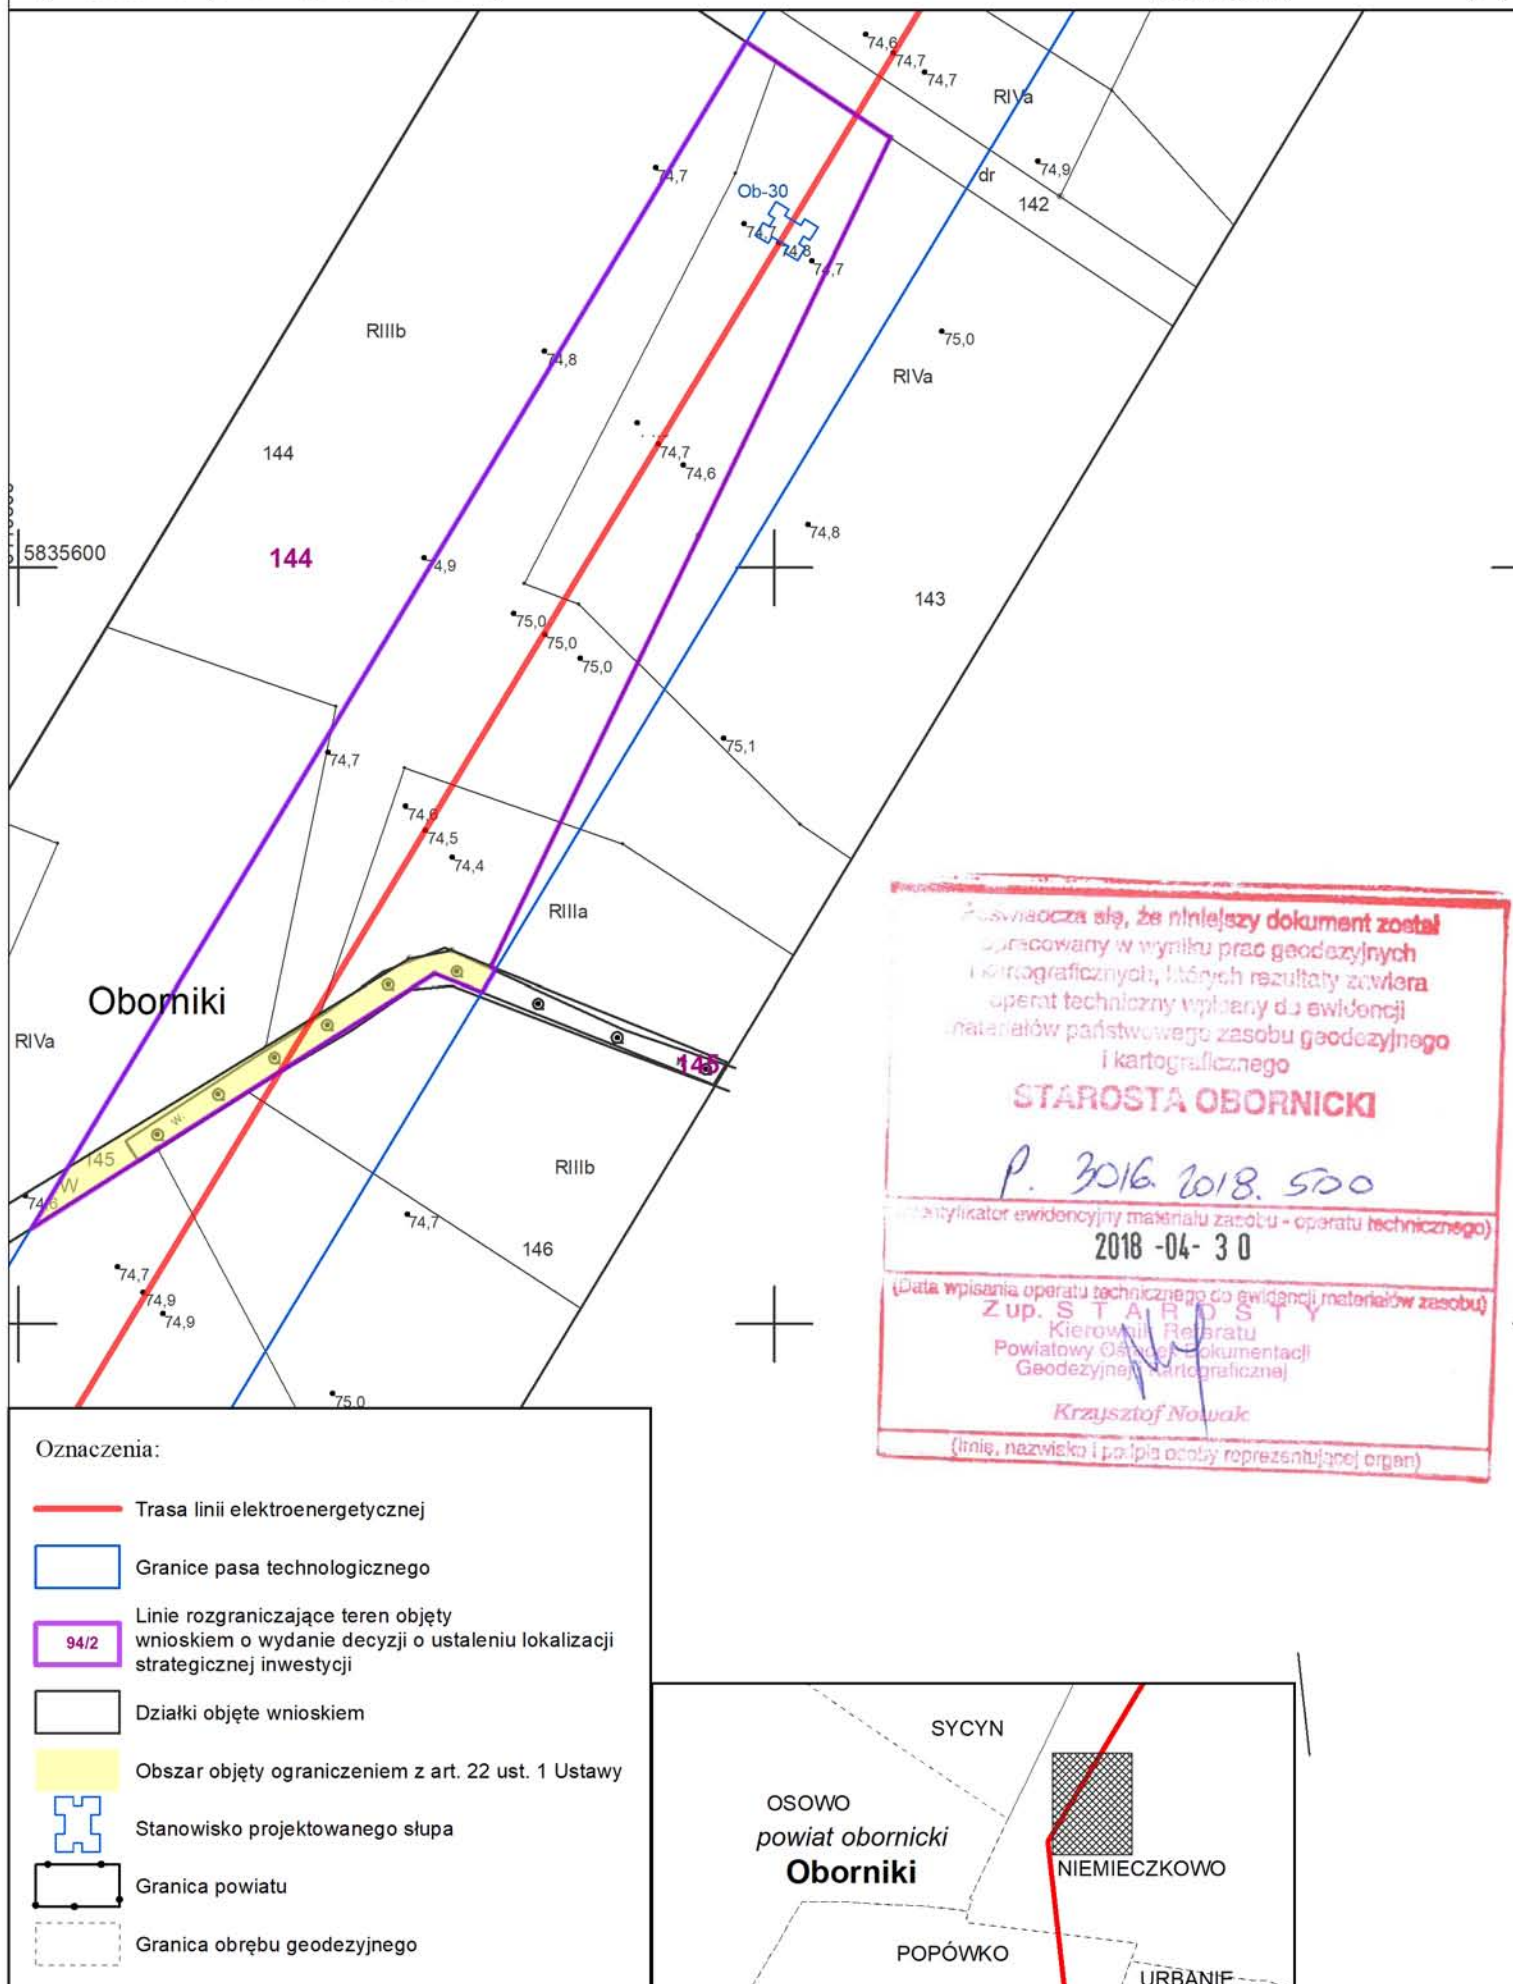 74,6
74,7
74,7
RIVa
74,9
dr
142
74,7
Ob-30
74,8
74,7
RIIIb
75,0
74,8
RIVa
144
74,7
74,6
74,8
5835600
144
74,9
143
75,0
75,0
75,0
74,7
75,1
74,6
74,5
74,4
RIIIa
Oborniki
RIVa
145
145
W
74,6
RIIIb
74,7
146
74,7
74,9
74,9
75,0
Poświadcza się, że niniejszy dokument został
opracowany w wyniku prac geodezyjnych
i kartograficznych, których rezultaty zawiera
operat techniczny wpisany do ewidencji
materiałów państwowego zasobu geodezyjnego
i kartograficznego
STAROSTA OBORNICKI
P. 3016. 2018. 500
(identyfikator ewidencyjny materiału zasobu - operatu technicznego)
2018 -04- 3 0
(Data wpisania operatu technicznego do ewidencji materiałów zasobu)
Z up. S T A R O S T Y
Kierownik Referatu
Powiatowy Ośrodek Dokumentacji
Geodezyjnej i Kartograficznej
Krzysztof Nowak
(imię, nazwisko i podpis osoby reprezentującej organ)
Oznaczenia:
Trasa linii elektroenergetycznej
Granice pasa technologicznego
94/2
Linie rozgraniczające teren objęty
wnioskiem o wydanie decyzji o ustaleniu lokalizacji
strategicznej inwestycji
Działki objęte wnioskiem
Obszar objęty ograniczeniem z art. 22 ust. 1 Ustawy
Stanowisko projektowanego słupa
Granica powiatu
Granica obrębu geodezyjnego
SYCYN
OSOWO
powiat obornicki
Oborniki
NIEMIECZKOWO
POPÓWKO
URBANIE